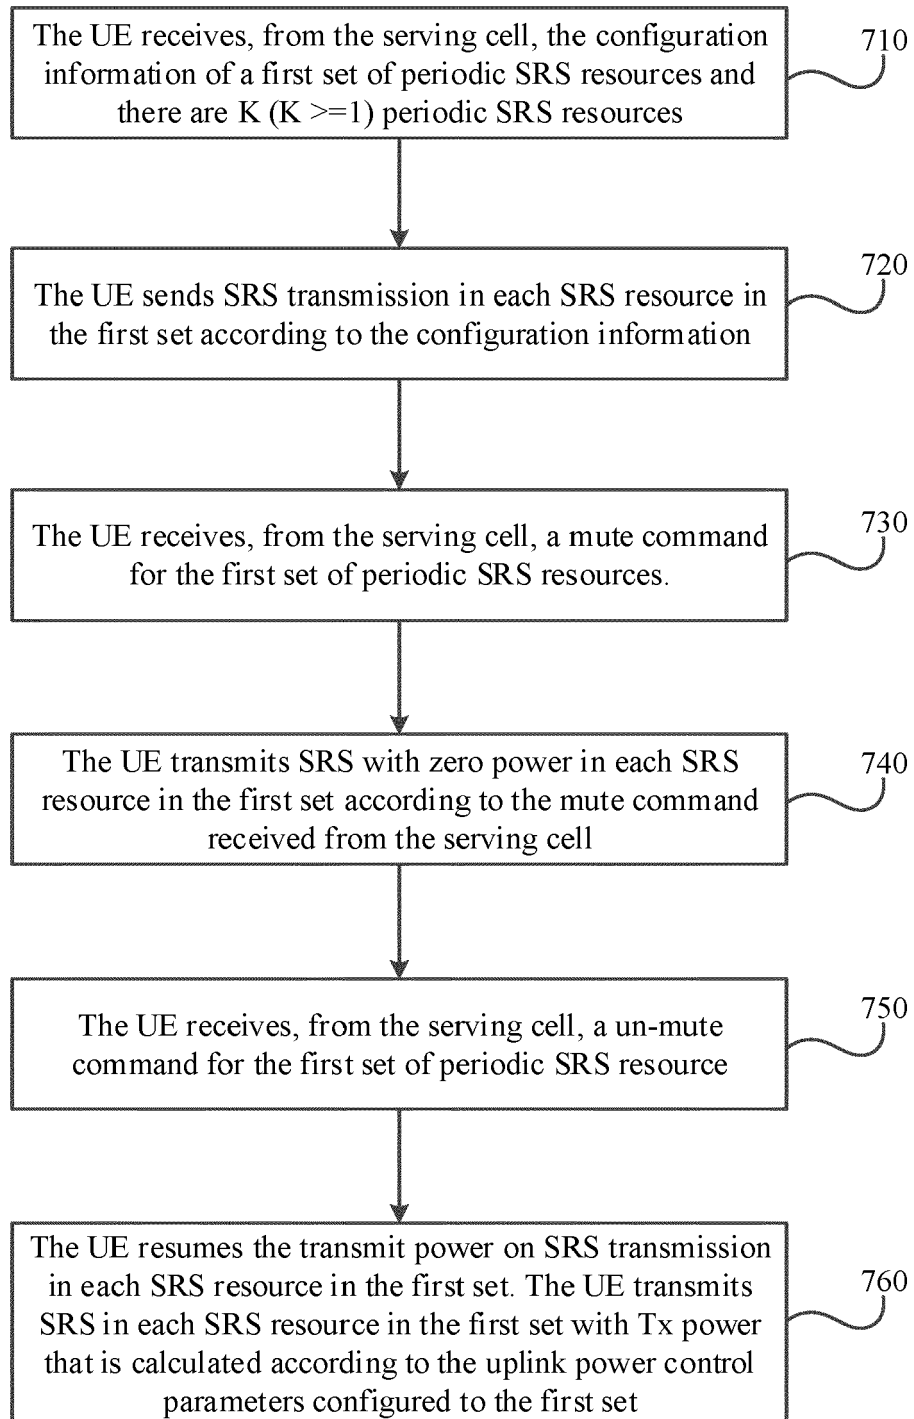 The UE receives, from the serving cell, the configuration
information of a first set of periodic SRS resources and
there are K (K >=1) periodic SRS resources
710
The UE sends SRS transmission in each SRS resource in
the first set according to the configuration information
720
The UE receives, from the serving cell, a mute command
for the first set of periodic SRS resources.
730
The UE transmits SRS with zero power in each SRS
resource in the first set according to the mute command
received from the serving cell
740
The UE receives, from the serving cell, a un-mute
command for the first set of periodic SRS resource
750
The UE resumes the transmit power on SRS transmission
in each SRS resource in the first set. The UE transmits
SRS in each SRS resource in the first set with Tx power
that is calculated according to the uplink power control
parameters configured to the first set
760